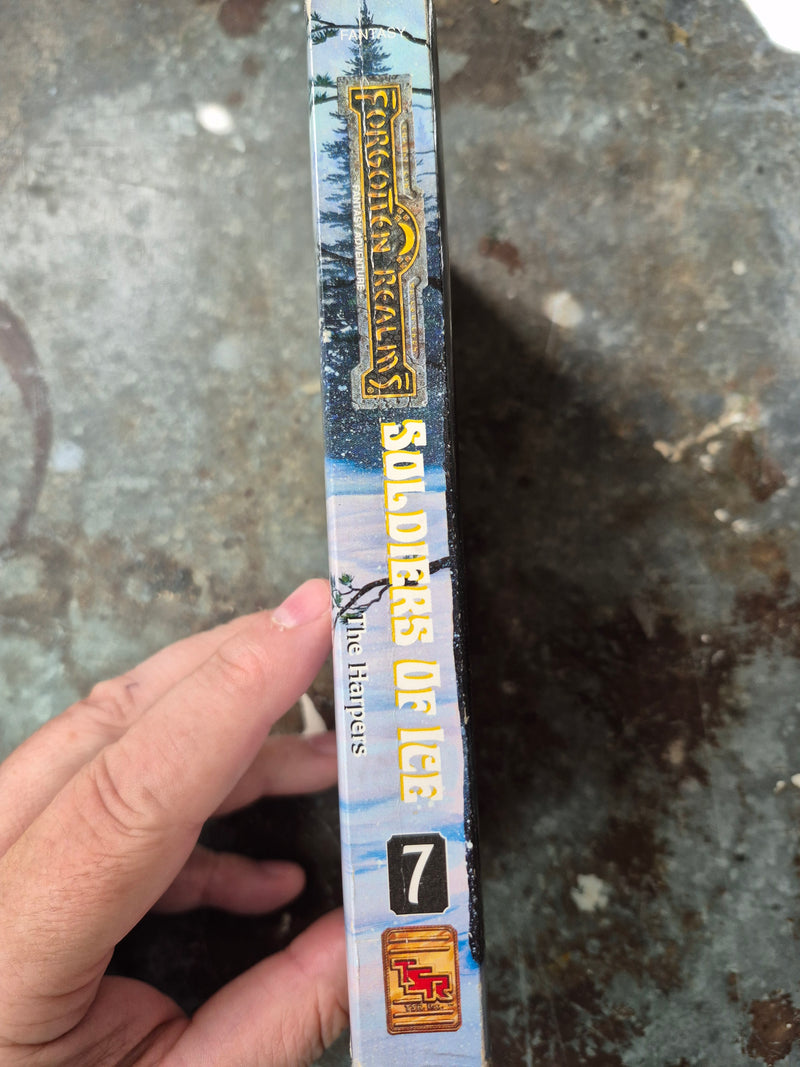 FANTASY
FORGOTTEN REALMS®
FANTASY ADVENTURE
SOLDIERS OF ICE
The Harpers
7
TSR